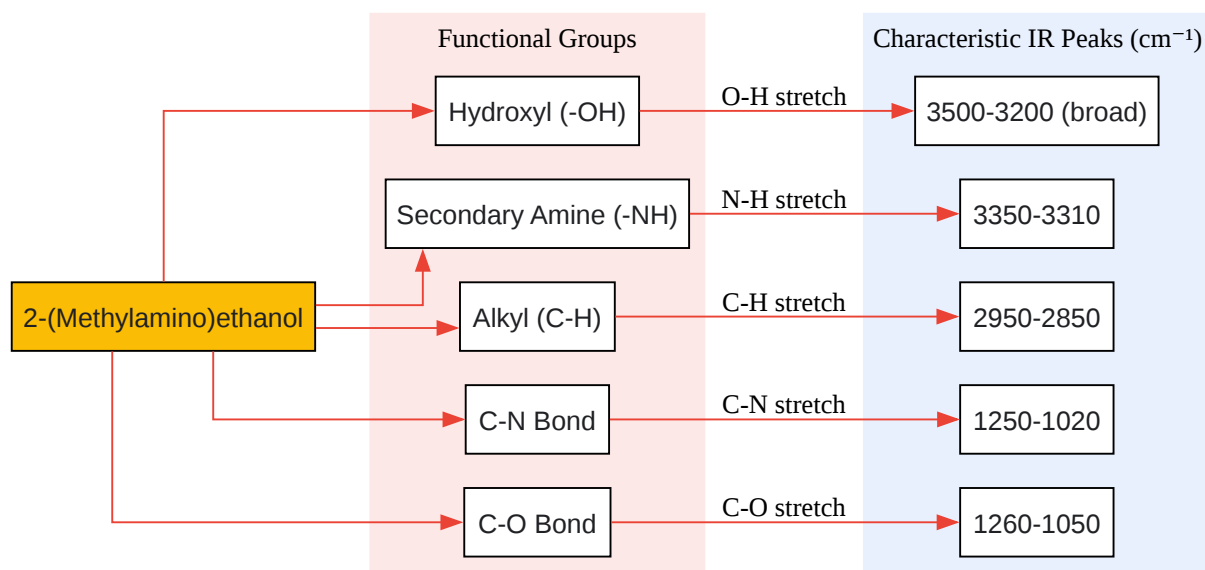 Functional Groups
Characteristic IR Peaks (cm⁻¹)
Hydroxyl (-OH)
O-H stretch
3500-3200 (broad)
Secondary Amine (-NH)
N-H stretch
3350-3310
2-(Methylamino)ethanol
Alkyl (C-H)
C-H stretch
2950-2850
C-N Bond
C-N stretch
1250-1020
C-O Bond
C-O stretch
1260-1050